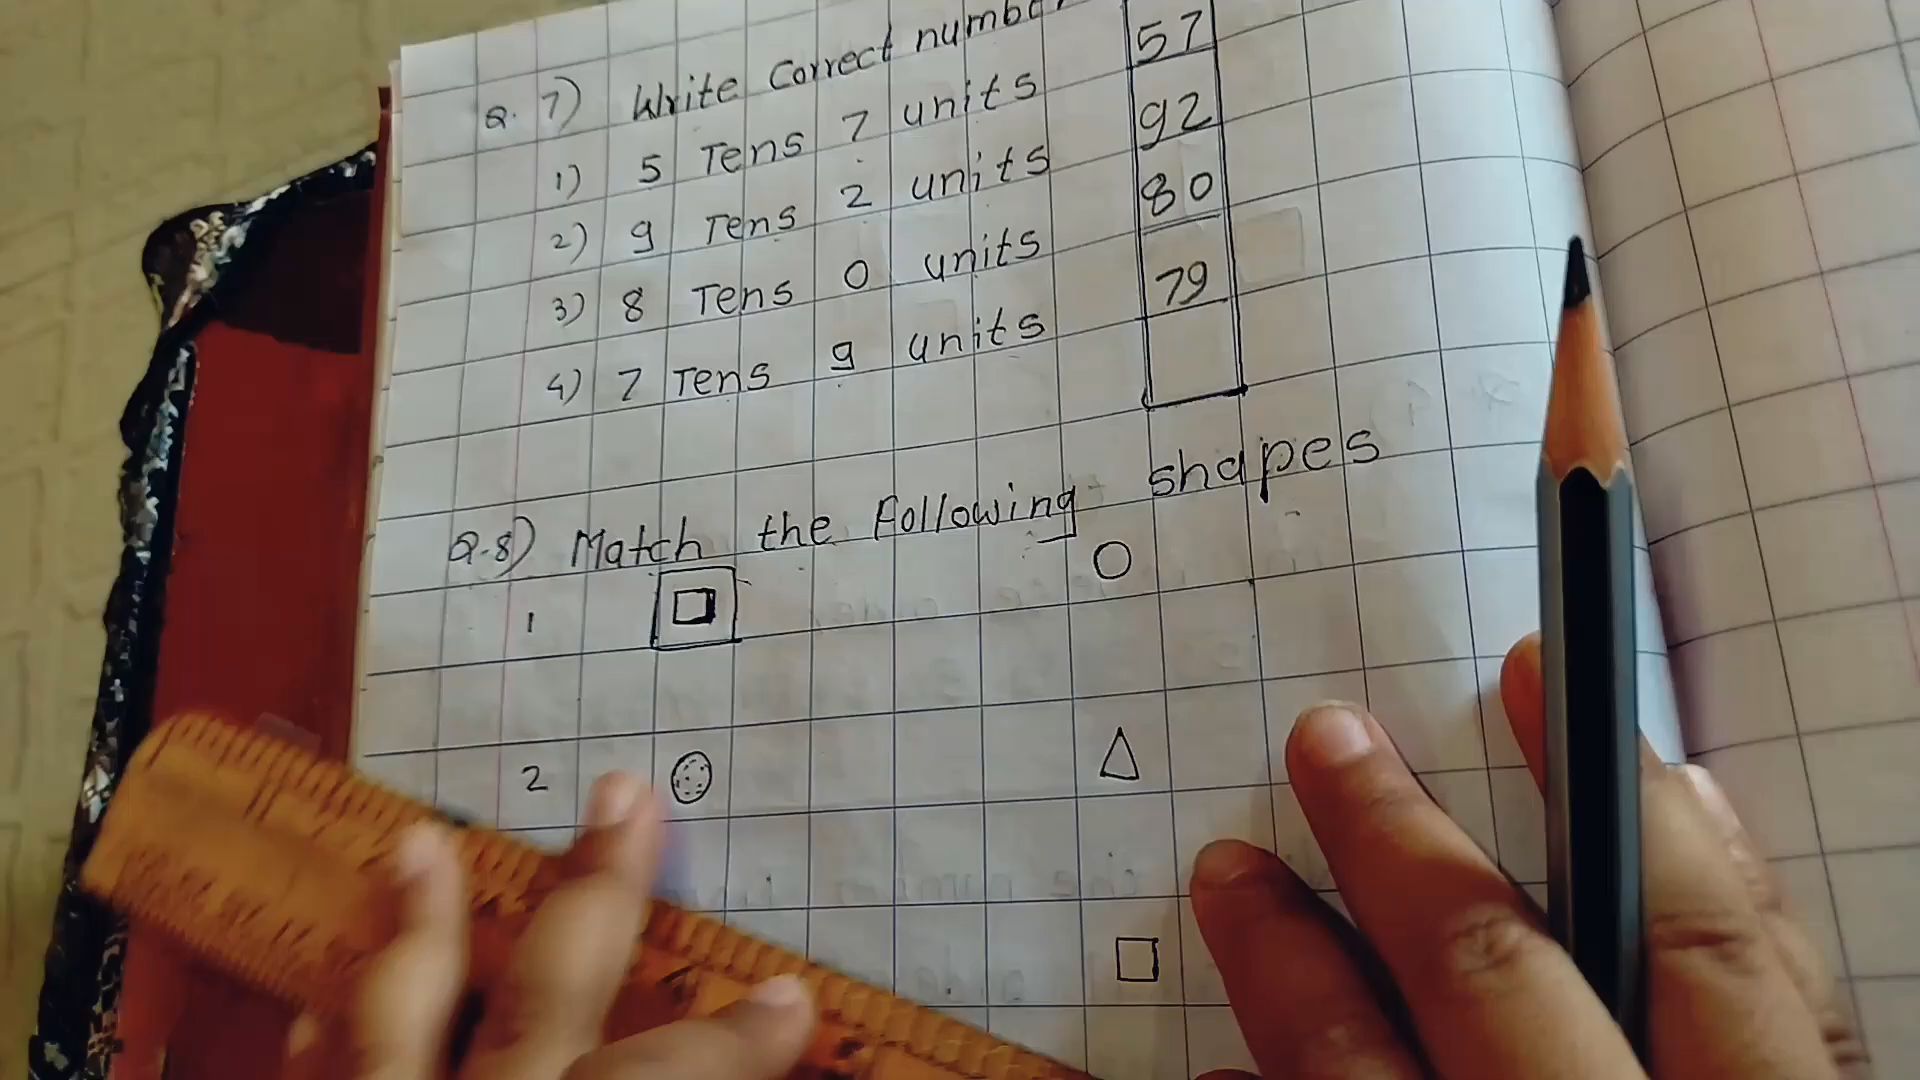 Q. 7) Write Correct number
1) 5 Tens 7 units 57
2) 9 Tens 2 units 92
3) 8 Tens 0 units 80
4) 7 Tens 9 units 79
Q.8) Match the Following shapes
1
2